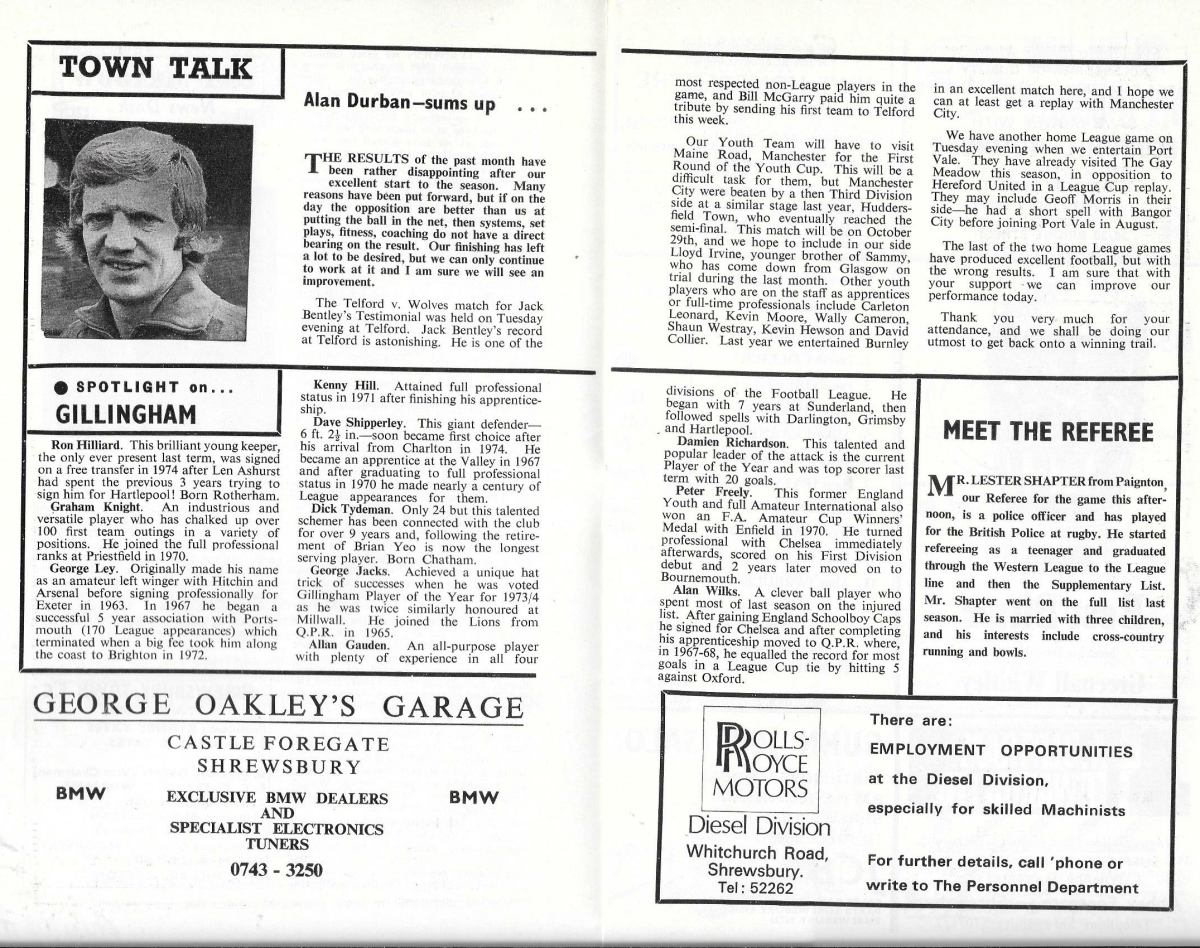 TOWN TALK
Alan Durban—sums up ...
THE RESULTS of the past month have
been rather disappointing after our
excellent start to the season. Many
reasons have been put forward, but if on
the day the opposition are better than us at
putting the ball in the net, then systems, set
plays, fitness, coaching do not have a direct
bearing on the result. Our finishing has left
a lot to be desired, but we can only continue
to work at it and I am sure we will see an
improvement.
The Telford v. Wolves match for Jack
Bentley's Testimonial was held on Tuesday
evening at Telford. Jack Bentley's record
at Telford is astonishing. He is one of the
most respected non-League players in the
game, and Bill McGarry paid him quite a
tribute by sending his first team to Telford
this week.
Our Youth Team will have to visit
Maine Road, Manchester for the First
Round of the Youth Cup. This will be a
difficult task for them, but Manchester
City were beaten by a then Third Division
side at a similar stage last year, Hudders-
field Town, who eventually reached the
semi-final. This match will be on October
29th, and we hope to include in our side
Lloyd Irvine, younger brother of Sammy,
who has come down from Glasgow on
trial during the last month. Other youth
players who are on the staff as apprentices
or full-time professionals include Carleton
Leonard, Kevin Moore, Wally Cameron,
Shaun Westray, Kevin Hewson and David
Collier. Last year we entertained Burnley
in an excellent match here, and I hope we
can at least get a replay with Manchester
City.
We have another home League game on
Tuesday evening when we entertain Port
Vale. They have already visited The Gay
Meadow this season, in opposition to
Hereford United in a League Cup replay.
They may include Geoff Morris in their
side—he had a short spell with Bangor
City before joining Port Vale in August.
The last of the two home League games
have produced excellent football, but with
the wrong results. I am sure that with
your support we can improve our
performance today.
Thank you very much for your
attendance, and we shall be doing our
utmost to get back onto a winning trail.
● SPOTLIGHT on...
GILLINGHAM
Ron Hilliard. This brilliant young keeper,
the only ever present last term, was signed
on a free transfer in 1974 after Len Ashurst
had spent the previous 3 years trying to
sign him for Hartlepool! Born Rotherham.
Graham Knight. An industrious and
versatile player who has chalked up over
100 first team outings in a variety of
positions. He joined the full professional
ranks at Priestfield in 1970.
George Ley. Originally made his name
as an amateur left winger with Hitchin and
Arsenal before signing professionally for
Exeter in 1963. In 1967 he began a
successful 5 year association with Ports-
mouth (170 League appearances) which
terminated when a big fee took him along
the coast to Brighton in 1972.
Kenny Hill. Attained full professional
status in 1971 after finishing his apprentice-
ship.
Dave Shipperley. This giant defender—
6 ft. 2½ in.—soon became first choice after
his arrival from Charlton in 1974. He
became an apprentice at the Valley in 1967
and after graduating to full professional
status in 1970 he made nearly a century of
League appearances for them.
Dick Tydeman. Only 24 but this talented
schemer has been connected with the club
for over 9 years and, following the retire-
ment of Brian Yeo is now the longest
serving player. Born Chatham.
George Jacks. Achieved a unique hat
trick of successes when he was voted
Gillingham Player of the Year for 1973/4
as he was twice similarly honoured at
Millwall. He joined the Lions from
Q.P.R. in 1965.
Allan Gauden. An all-purpose player
with plenty of experience in all four
divisions of the Football League. He
began with 7 years at Sunderland, then
followed spells with Darlington, Grimsby
and Hartlepool.
Damien Richardson. This talented and
popular leader of the attack is the current
Player of the Year and was top scorer last
term with 20 goals.
Peter Freely. This former England
Youth and full Amateur International also
won an F.A. Amateur Cup Winners'
Medal with Enfield in 1970. He turned
professional with Chelsea immediately
afterwards, scored on his First Division
debut and 2 years later moved on to
Bournemouth.
Alan Wilks. A clever ball player who
spent most of last season on the injured
list. After gaining England Schoolboy Caps
he signed for Chelsea and after completing
his apprenticeship moved to Q.P.R. where,
in 1967-68, he equalled the record for most
goals in a League Cup tie by hitting 5
against Oxford.
MEET THE REFEREE
MR. LESTER SHAPTER from Paignton,
our Referee for the game this after-
noon, is a police officer and has played
for the British Police at rugby. He started
refereeing as a teenager and graduated
through the Western League to the League
line and then the Supplementary List.
Mr. Shapter went on the full list last
season. He is married with three children,
and his interests include cross-country
running and bowls.
GEORGE OAKLEY'S GARAGE
CASTLE FOREGATE
SHREWSBURY
BMW
EXCLUSIVE BMW DEALERS
AND
SPECIALIST ELECTRONICS
TUNERS
BMW
0743 - 3250
ROLLS-
ROYCE
MOTORS
Diesel Division
Whitchurch Road,
Shrewsbury.
Tel: 52262
There are:
EMPLOYMENT OPPORTUNITIES
at the Diesel Division,
especially for skilled Machinists
For further details, call 'phone or
write to The Personnel Department